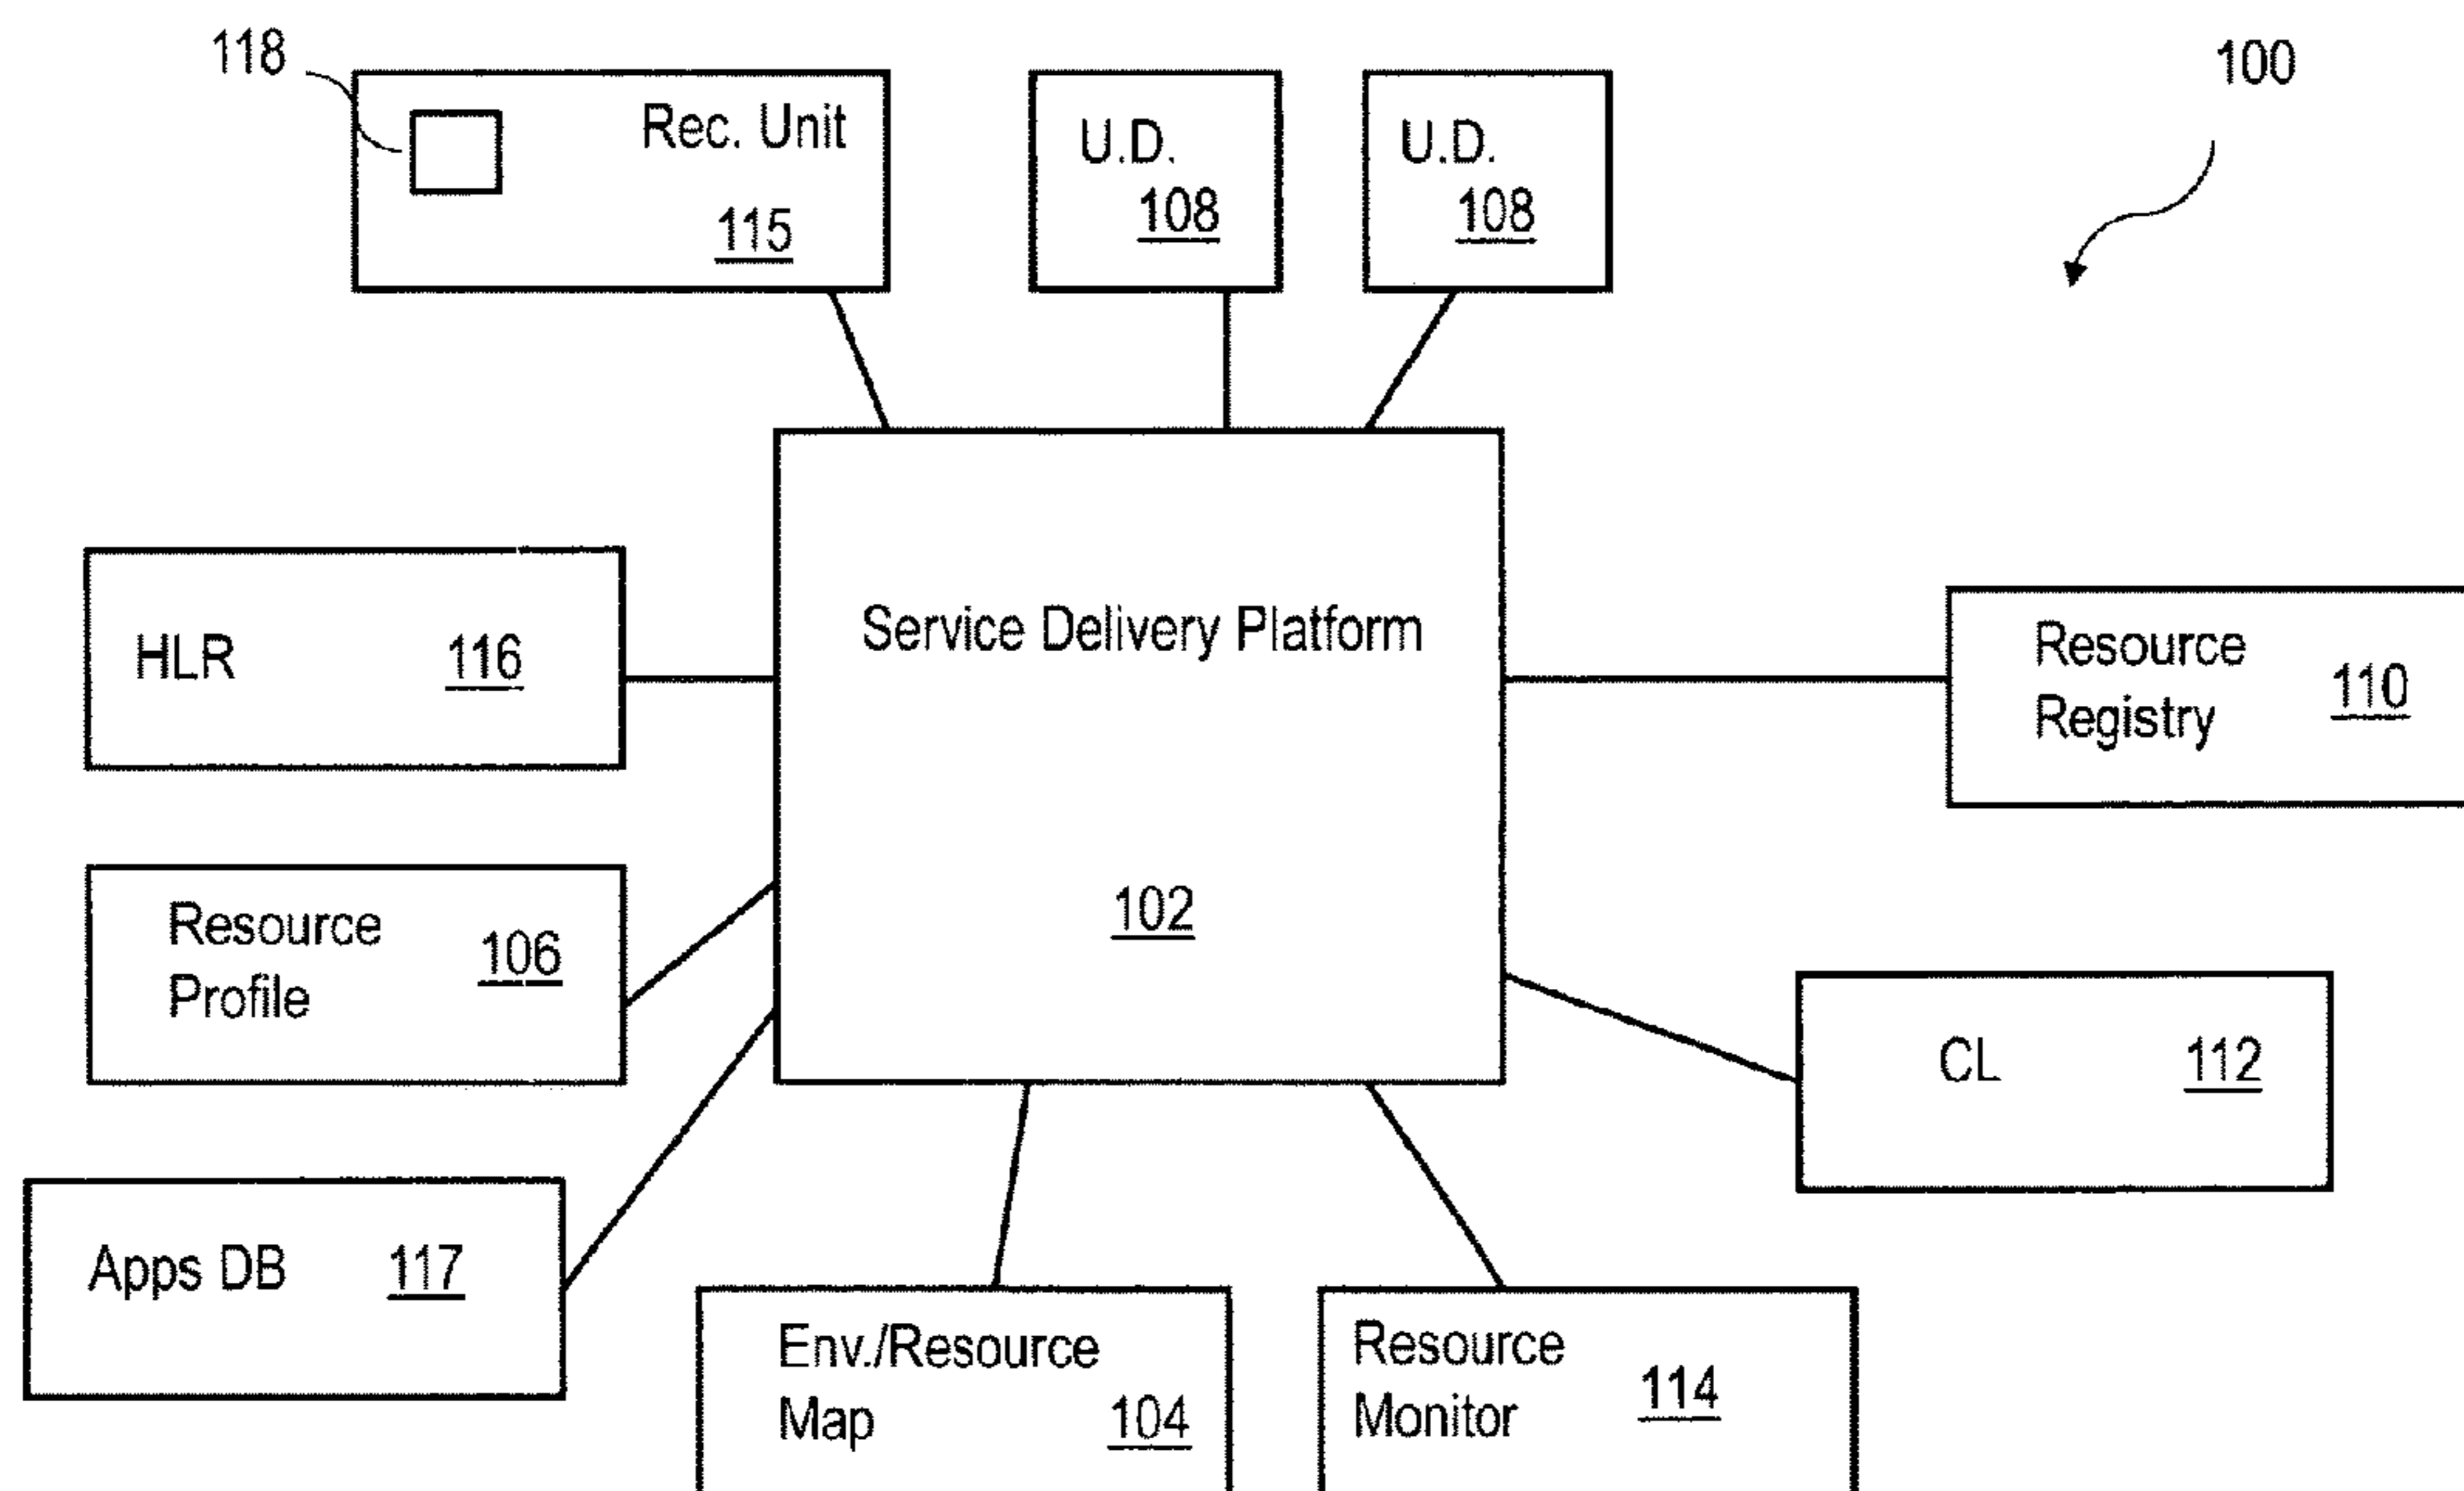 118
100
Rec. Unit
115
U.D.
108
U.D.
108
Service Delivery Platform
102
HLR
116
Resource
Registry
110
Resource
Profile
106
CL
112
Apps DB
117
Env./Resource
Map
104
Resource
Monitor
114